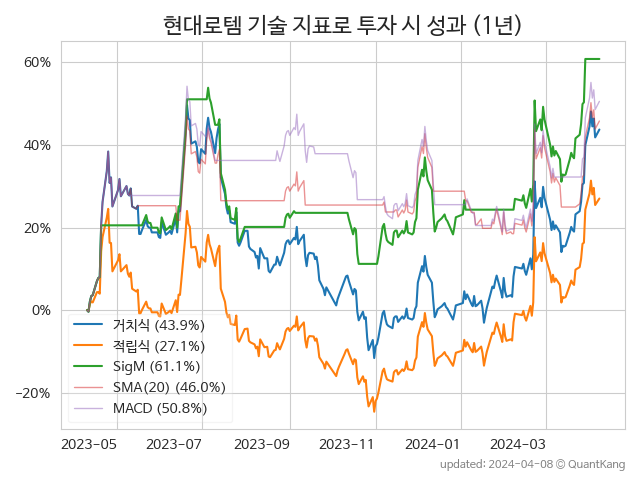 현대로템 기술 지표로 투자 시 성과 (1년)
60%
40%
20%
0%
−20%
거치식 (43.9%)
적립식 (27.1%)
SigM (61.1%)
SMA(20) (46.0%)
MACD (50.8%)
2023-05 2023-07 2023-09 2023-11 2024-01 2024-03
updated: 2024-04-08 ⓒ QuantKang